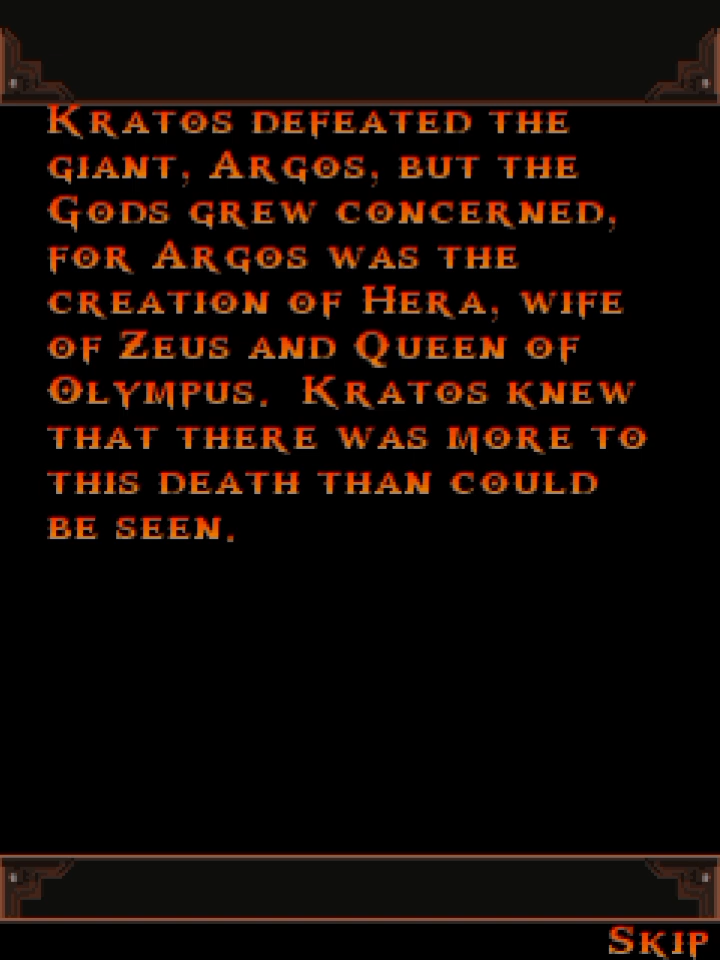 Kratos defeated the
giant, Argos, but the
Gods grew concerned,
for Argos was the
creation of Hera, wife
of Zeus and Queen of
Olympus.  Kratos knew
that there was more to
this death than could
be seen.
Skip